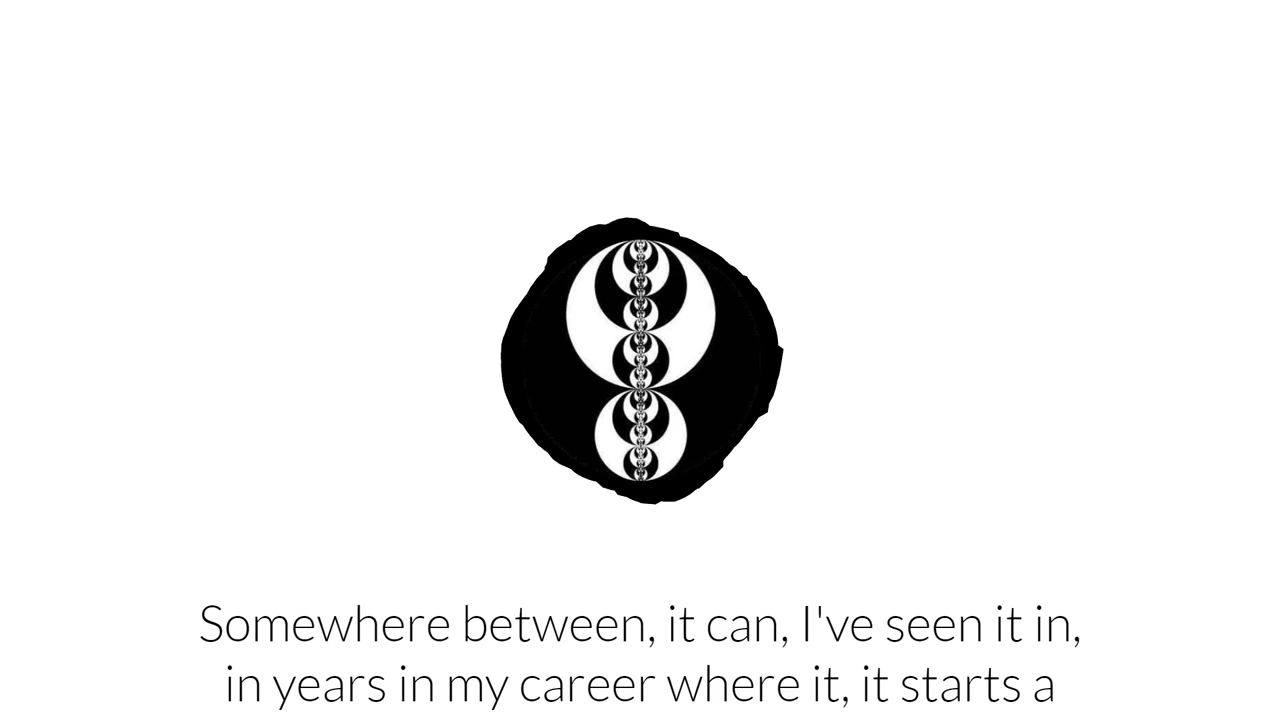 Somewhere between, it can, I've seen it in,
in years in my career where it, it starts a